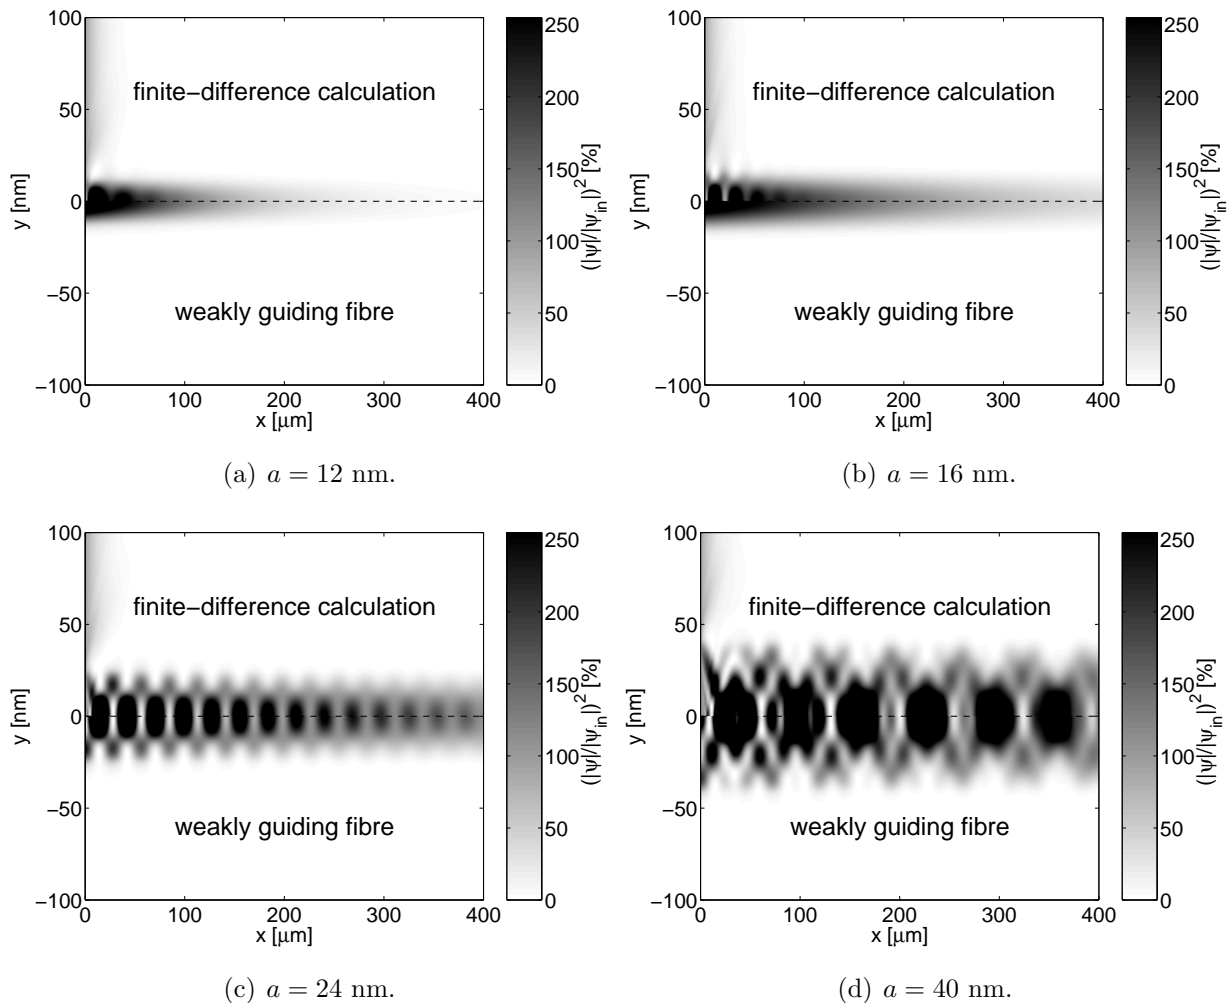 100
50
0
−50
−100
y [nm]
0
100
200
300
400
x [μm]
finite−difference calculation
weakly guiding fibre
250
200
150
100
50
0
(|ψ|/|ψin|)2 [%]
(a) a = 12 nm.
100
50
0
−50
−100
y [nm]
0
100
200
300
400
x [μm]
finite−difference calculation
weakly guiding fibre
250
200
150
100
50
0
(|ψ|/|ψin|)2 [%]
(b) a = 16 nm.
100
50
0
−50
−100
y [nm]
0
100
200
300
400
x [μm]
finite−difference calculation
weakly guiding fibre
250
200
150
100
50
0
(|ψ|/|ψin|)2 [%]
(c) a = 24 nm.
100
50
0
−50
−100
y [nm]
0
100
200
300
400
x [μm]
finite−difference calculation
weakly guiding fibre
250
200
150
100
50
0
(|ψ|/|ψin|)2 [%]
(d) a = 40 nm.